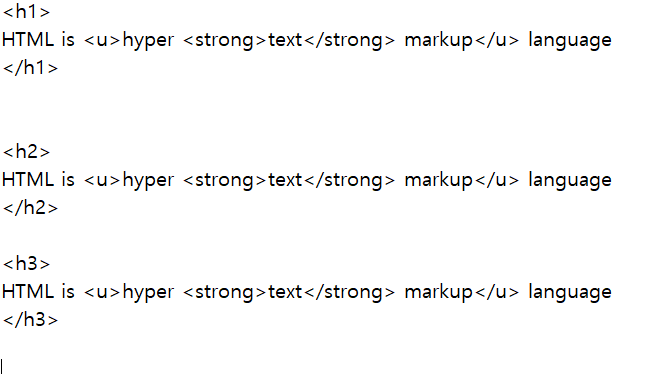 <h1>
HTML is <u>hyper <strong>text</strong> markup</u> language
</h1>
<h2>
HTML is <u>hyper <strong>text</strong> markup</u> language
</h2>
<h3>
HTML is <u>hyper <strong>text</strong> markup</u> language
</h3>